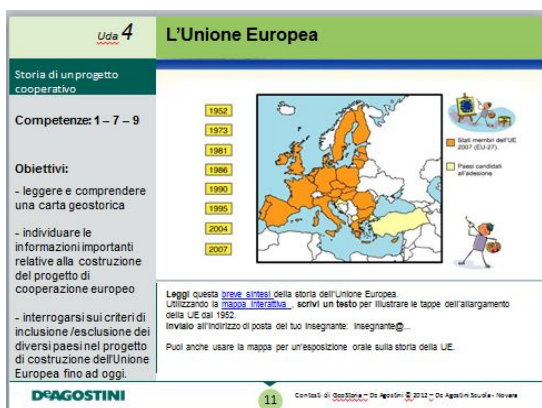 Uda 4
L'Unione Europea
Storia di un progetto
cooperativo
Competenze: 1 – 7 – 9
Obiettivi:
- leggere e comprendere
una carta geostorica
- individuare le
informazioni importanti
relative alla costruzione
del progetto di
cooperazione europeo
- interrogarsi sui criteri di
inclusione /esclusione dei
diversi paesi nel progetto
di costruzione dell'Unione
Europea fino ad oggi.
1952
1973
1981
1986
1990
1995
2004
2007
Stati membri dell'UE
2007 (EU-27).
Paesi candidati
all'adesione
Leggi questa breve sintesi della storia dell'Unione Europea.
Utilizzando la mappa interattiva , scrivi un testo per illustrare le tappe dell'allargamento
della UE dal 1952.
Invialo all'indirizzo di posta del tuo Insegnante: insegnante@...
Puoi anche usare la mappa per un'esposizione orale sulla storia della UE.
DeAGOSTINI
11
Contesti di GeoStoria – De Agostini © 2012 – De Agostini Scuola - Novara